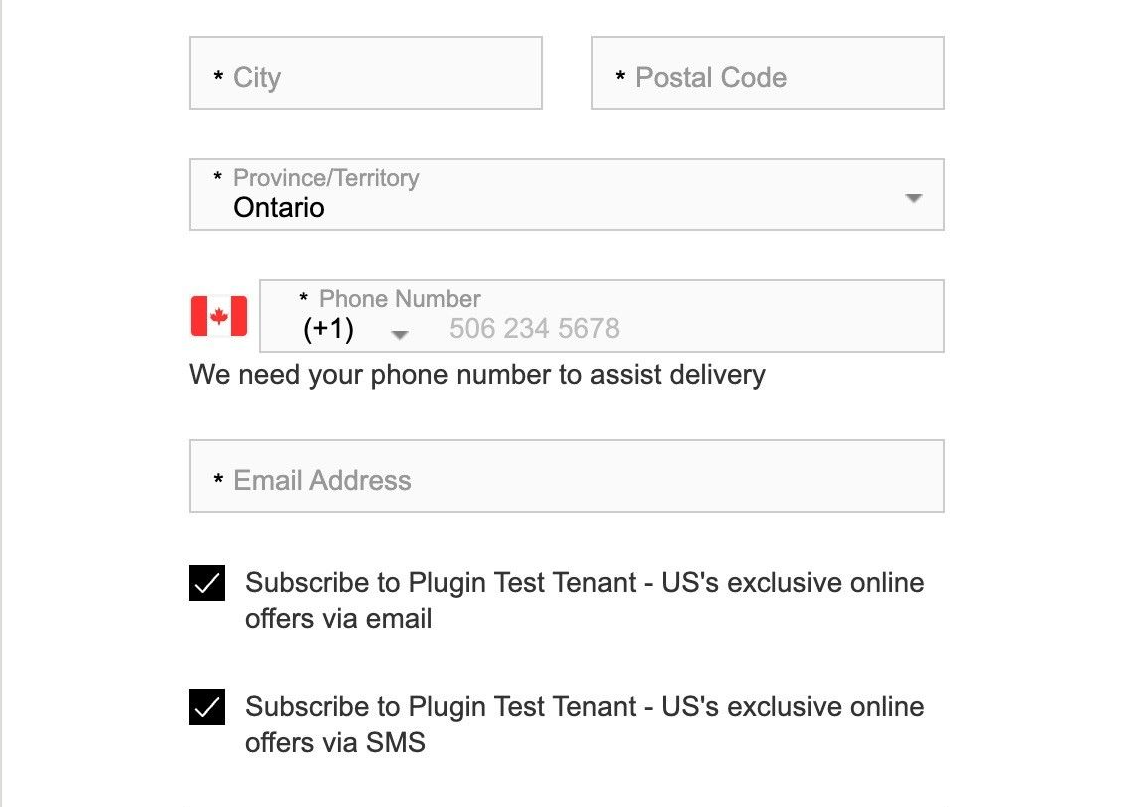 * City
* Postal Code
* Province/Territory
Ontario
* Phone Number
(+1) 506 234 5678
We need your phone number to assist delivery
* Email Address
Subscribe to Plugin Test Tenant - US's exclusive online
offers via email
Subscribe to Plugin Test Tenant - US's exclusive online
offers via SMS